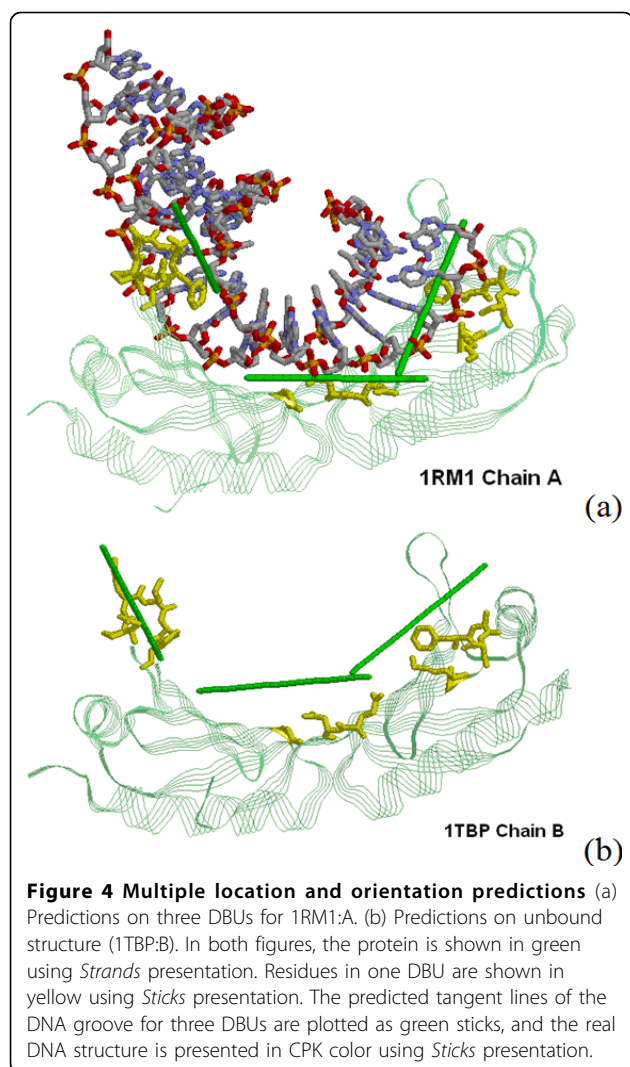 1RM1 Chain A
(a)
1TBP Chain B
(b)
Figure 4 Multiple location and orientation predictions (a)
Predictions on three DBUs for 1RM1:A. (b) Predictions on unbound
structure (1TBP:B). In both figures, the protein is shown in green
using Strands presentation. Residues in one DBU are shown in
yellow using Sticks presentation. The predicted tangent lines of the
DNA groove for three DBUs are plotted as green sticks, and the real
DNA structure is presented in CPK color using Sticks presentation.